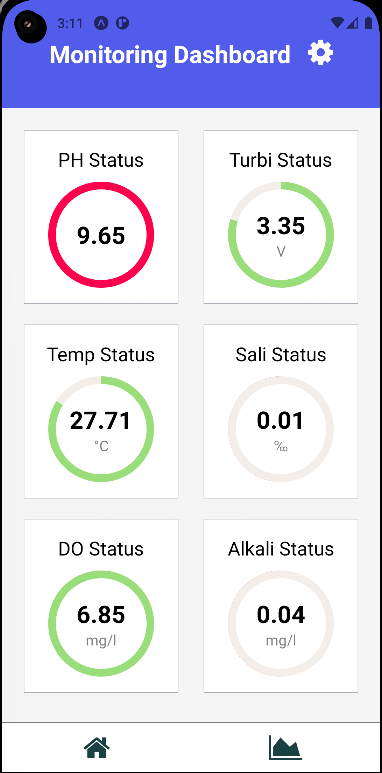 3:11
Monitoring Dashboard
PH Status
9.65
Turbi Status
3.35
V
Temp Status
27.71
°C
Sali Status
0.01
‰
DO Status
6.85
mg/l
Alkali Status
0.04
mg/l